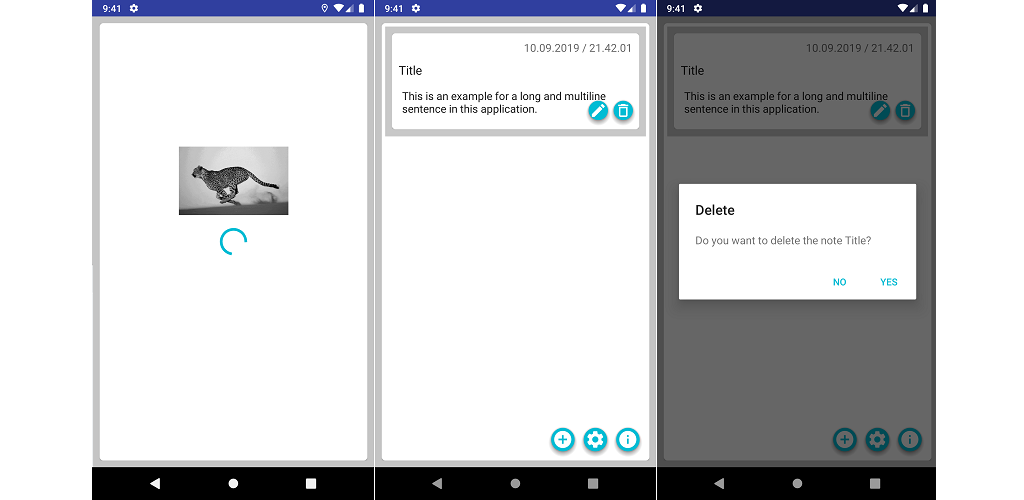 9:41
9:41
10.09.2019 / 21.42.01
Title
This is an example for a long and multiline
sentence in this application.
9:41
10.09.2019 / 21.42.01
Title
This is an example for a long and multiline
sentence in this application.
Delete
Do you want to delete the note Title?
NO YES